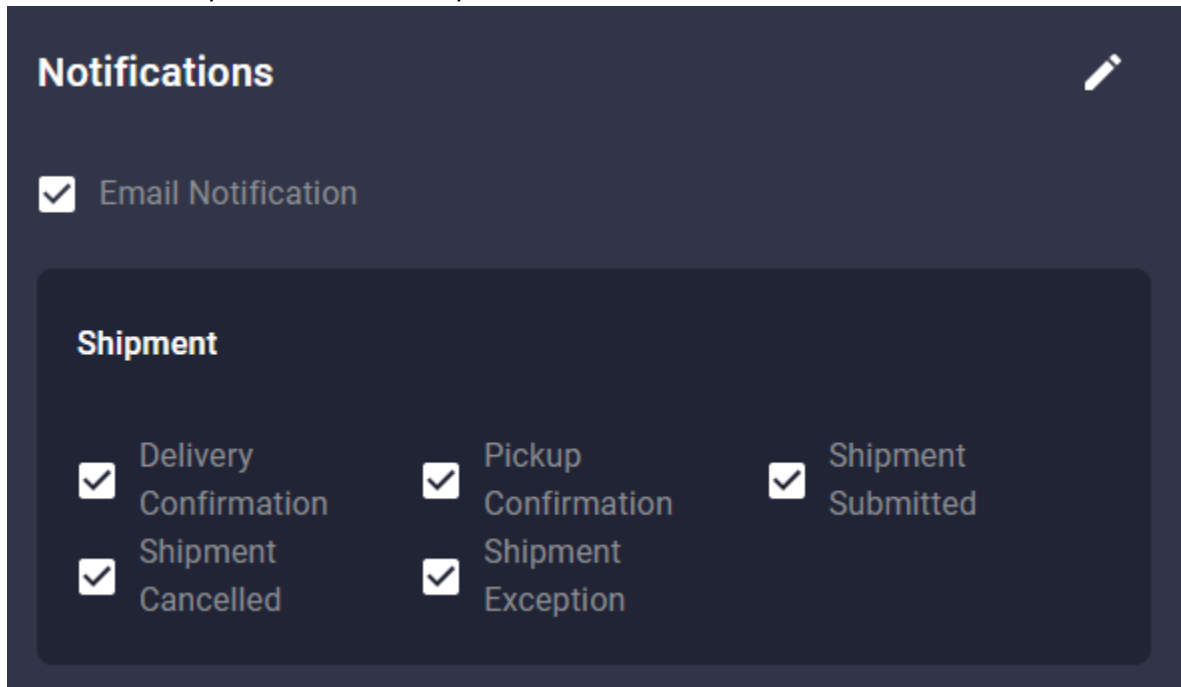 Notifications
Email Notification
Shipment
Delivery
Confirmation
Pickup
Confirmation
Shipment
Submitted
Shipment
Cancelled
Shipment
Exception